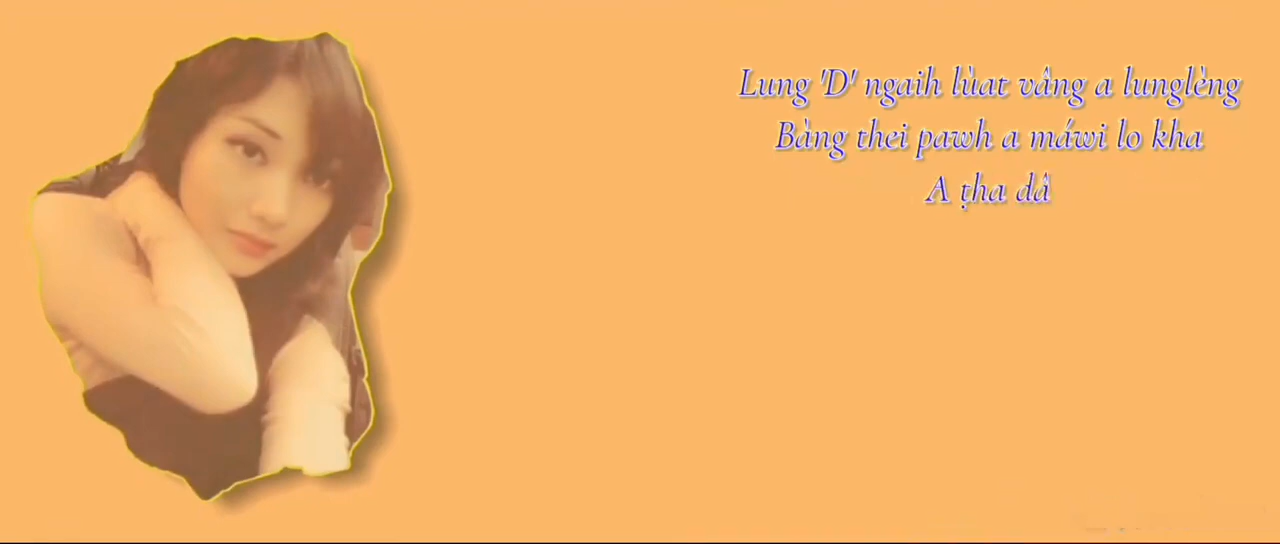 Lung 'D' ngaih lùat vâng a lunglèng
Bàng thei pawh a máwi lo kha
A ṭha dâ